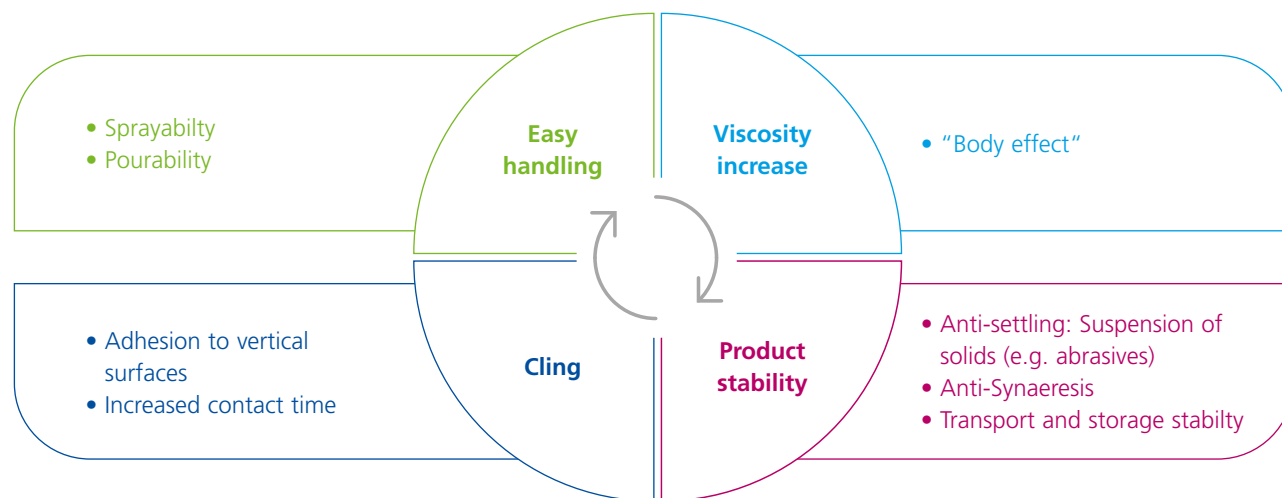 • Sprayabilty
• Pourability
Easy
handling
Viscosity
increase
• “Body effect“
• Adhesion to vertical
surfaces
• Increased contact time
Cling
Product
stability
• Anti-settling: Suspension of
solids (e.g. abrasives)
• Anti-Synaeresis
• Transport and storage stabilty